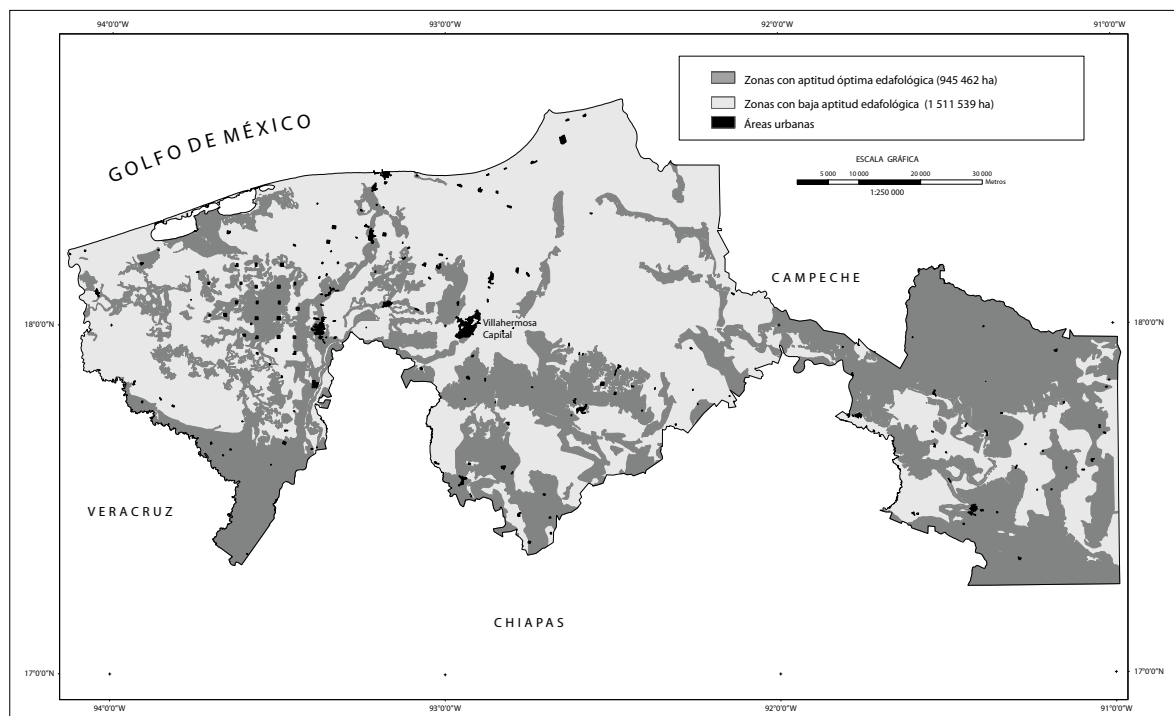 94°0'0"W
93°0'0"W
92°0'0"W
91°0'0"W
Zonas con aptitud óptima edafológica (945 462 ha)
Zonas con baja aptitud edafológica (1 511 539 ha)
Áreas urbanas
GOLFO DE MÉXICO
ESCALA GRÁFICA
5 000 10 000 20 000 30 000
Metros
1:250 000
CAMPECHE
18°0'0"N
Villahermosa
Capital
18°0'0"N
VERACRUZ
CHIAPAS
17°0'0"N
17°0'0"N
94°0'0"W
93°0'0"W
92°0'0"W
91°0'0"W